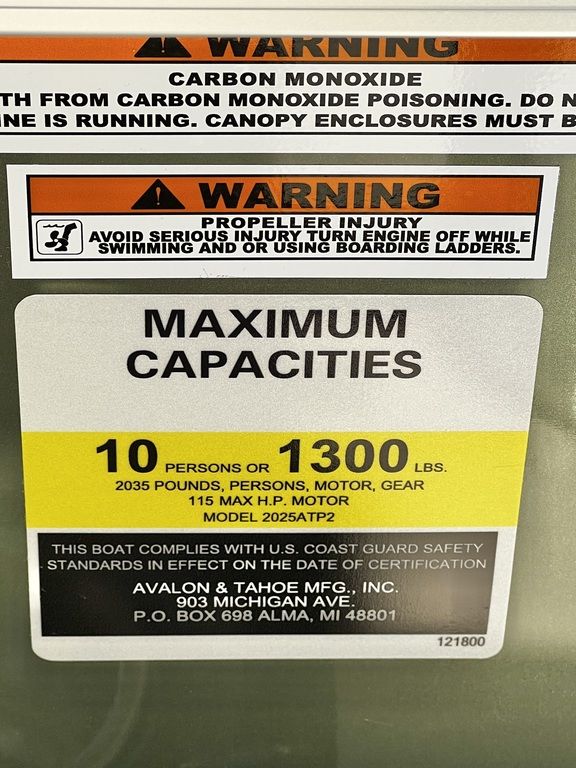 WARNING
CARBON MONOXIDE
TH FROM CARBON MONOXIDE POISONING. DO N
INE IS RUNNING. CANOPY ENCLOSURES MUST B
WARNING
PROPELLER INJURY
AVOID SERIOUS INJURY TURN ENGINE OFF WHILE
SWIMMING AND OR USING BOARDING LADDERS.
MAXIMUM
CAPACITIES
10 PERSONS OR 1300 LBS.
2035 POUNDS, PERSONS, MOTOR, GEAR
115 MAX H.P. MOTOR
MODEL 2025ATP2
THIS BOAT COMPLIES WITH U.S. COAST GUARD SAFETY
STANDARDS IN EFFECT ON THE DATE OF CERTIFICATION
AVALON & TAHOE MFG., INC.
903 MICHIGAN AVE.
P.O. BOX 698 ALMA, MI 48801
121800